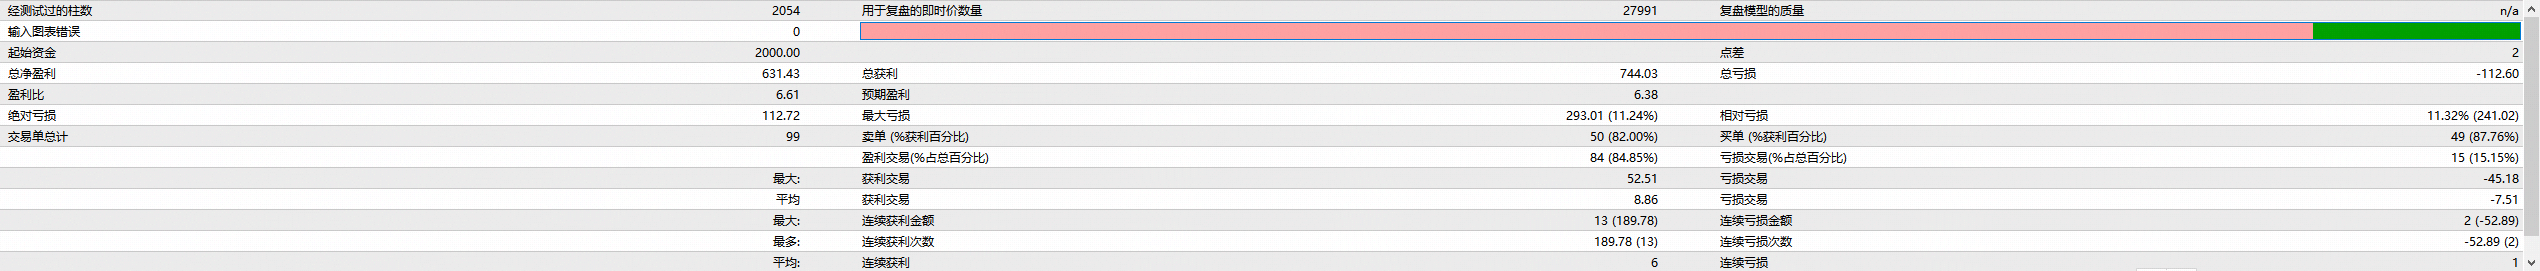 经测试过的柱数 2054 用于复盘的即时价数量 27991 复盘模型的质量 n/a
输入图表错误 0
起始资金 2000.00 点差 2
总净盈利 631.43 总获利 744.03 总亏损 -112.60
盈利比 6.61 预期盈利 6.38
绝对亏损 112.72 最大亏损 293.01 (11.24%) 相对亏损 11.32% (241.02)
交易单总计 99 卖单 (%获利百分比) 50 (82.00%) 买单 (%获利百分比) 49 (87.76%)
盈利交易(%占总百分比) 84 (84.85%) 亏损交易(%占总百分比) 15 (15.15%)
最大: 获利交易 52.51 亏损交易 -45.18
平均 获利交易 8.86 亏损交易 -7.51
最大: 连续获利金额 13 (189.78) 连续亏损金额 2 (-52.89)
最多: 连续获利次数 189.78 (13) 连续亏损次数 -52.89 (2)
平均: 连续获利 6 连续亏损 1